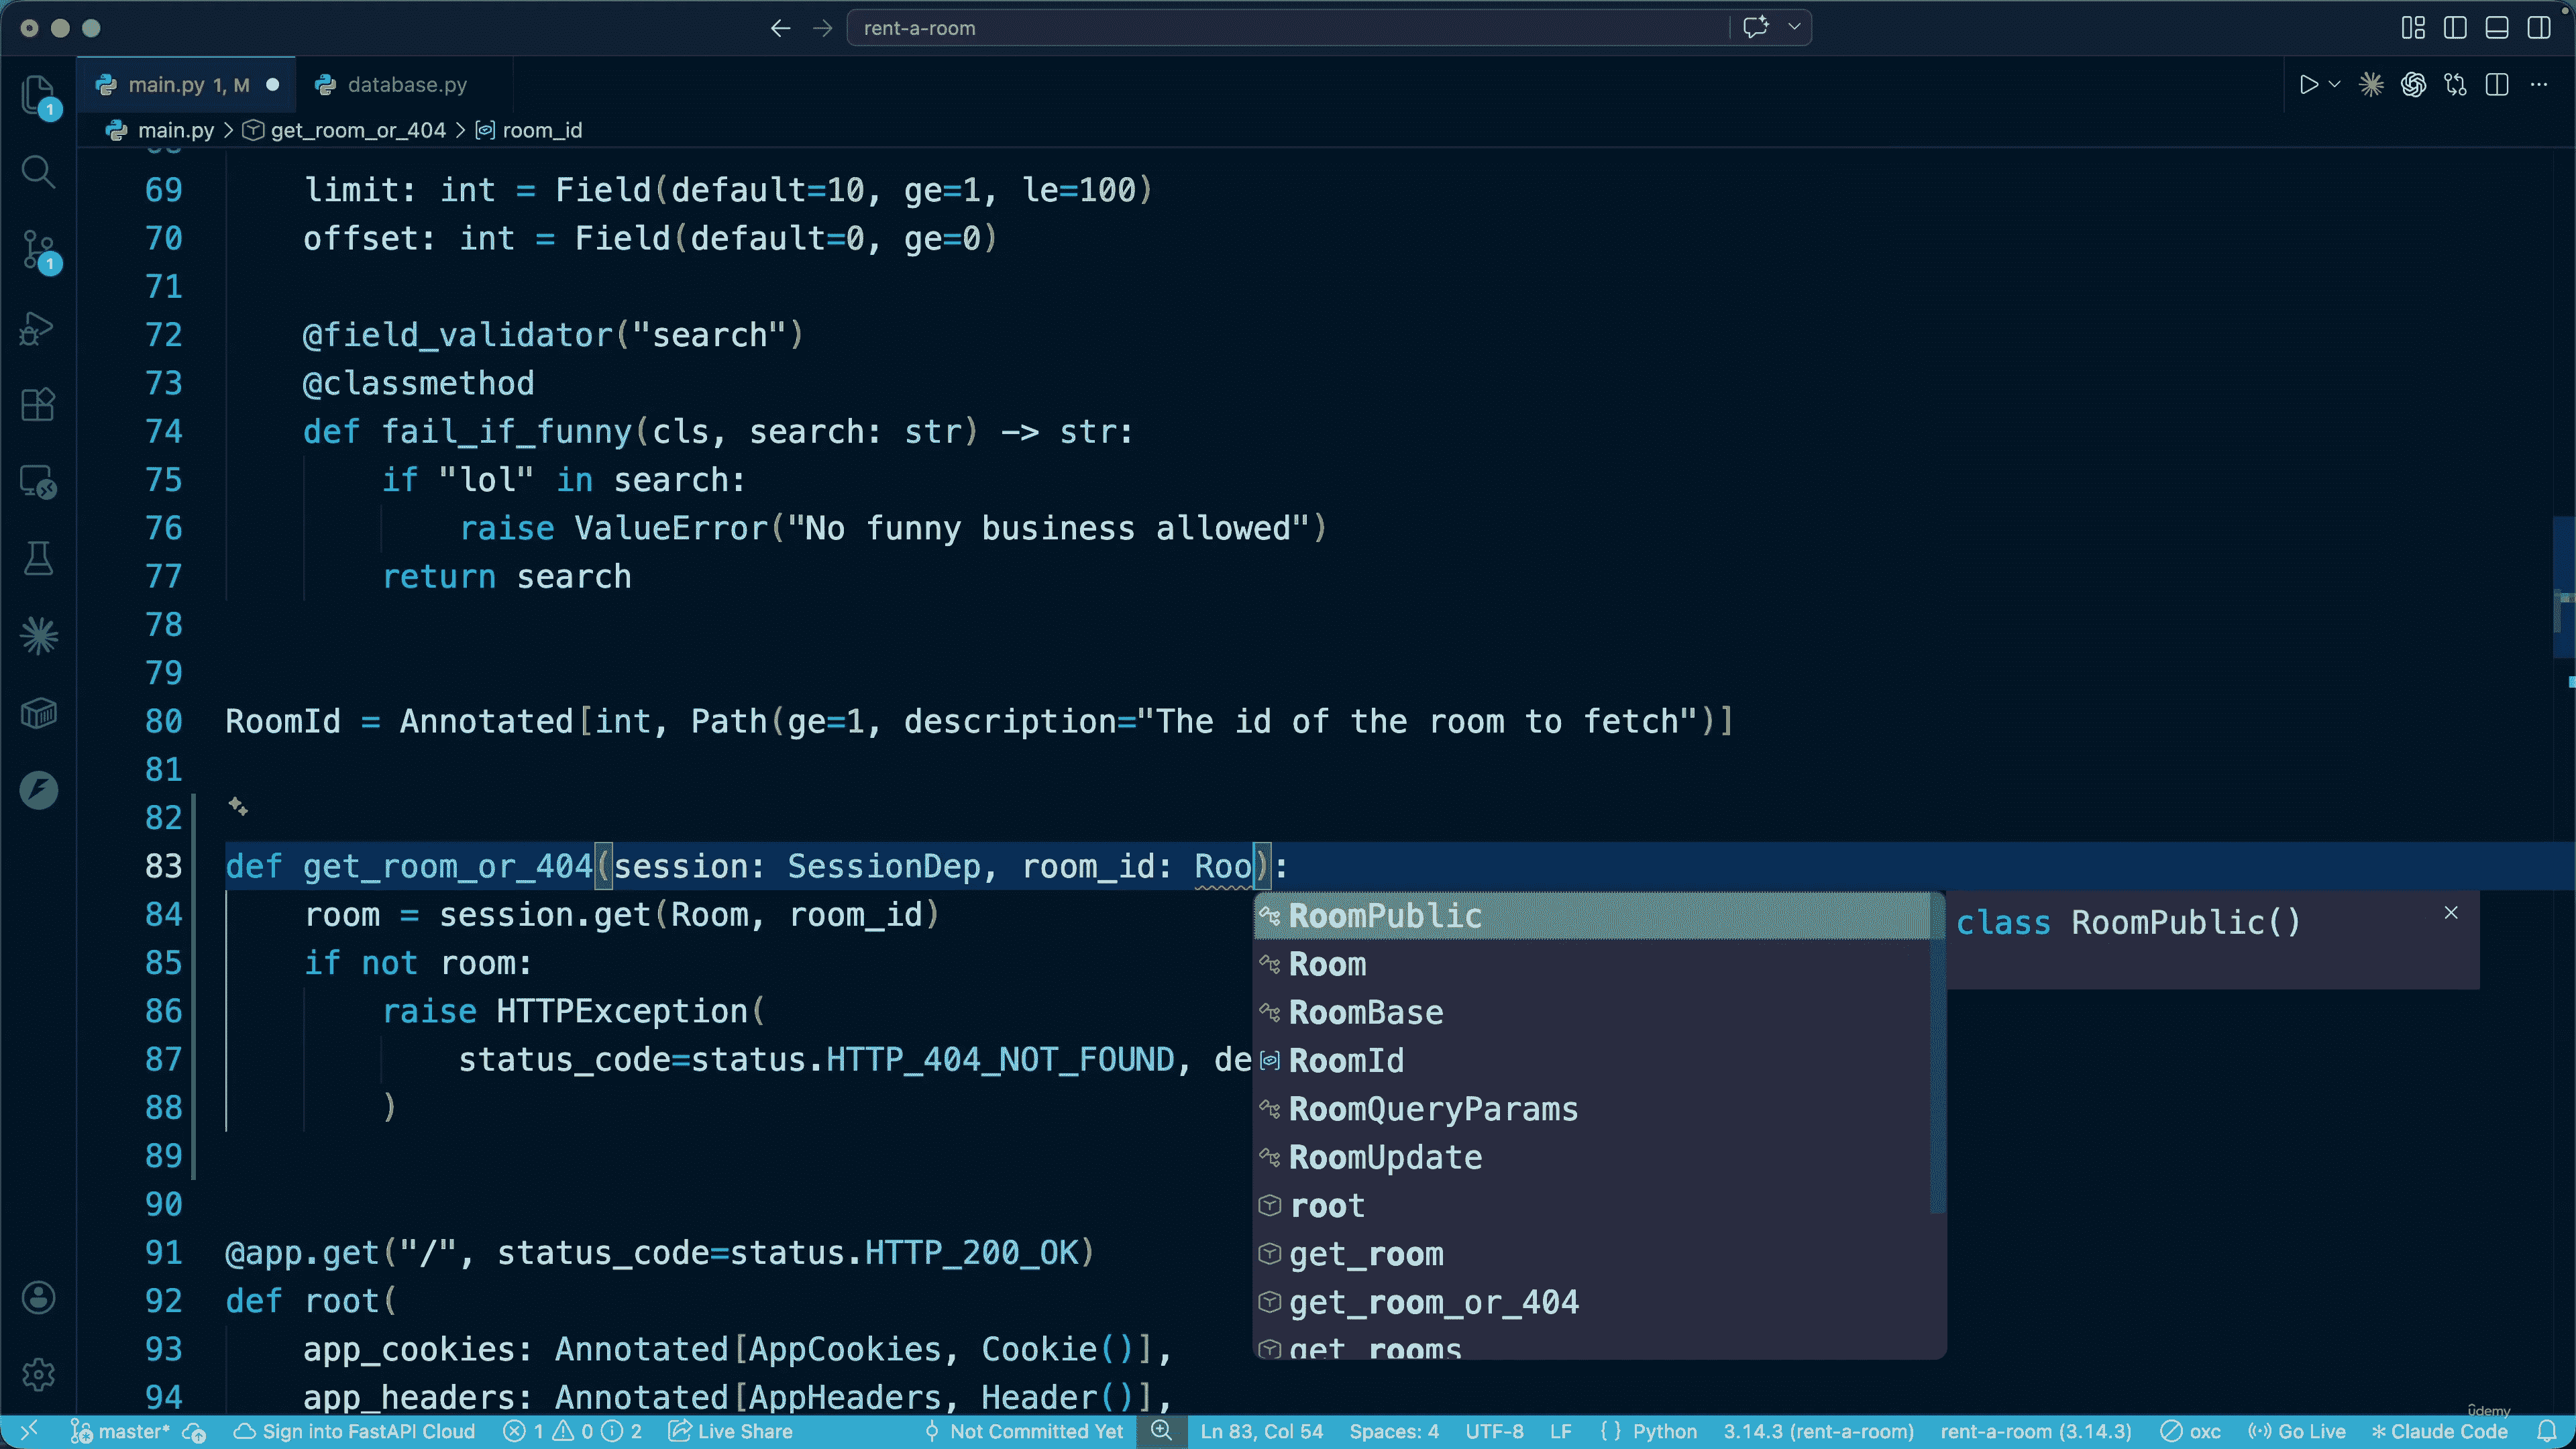 rent-a-room
main.py 1, M
database.py
main.py > get_room_or_404 > room_id
1
69 limit: int = Field(default=10, ge=1, le=100)
70 offset: int = Field(default=0, ge=0)
71
72 @field_validator("search")
73 @classmethod
74 def fail_if_funny(cls, search: str) -> str:
75 if "lol" in search:
76 raise ValueError("No funny business allowed")
77 return search
78
79
80 RoomId = Annotated[int, Path(ge=1, description="The id of the room to fetch")]
81
82
83 def get_room_or_404(session: SessionDep, room_id: Roo):
84 room = session.get(Room, room_id)
85 if not room:
86 raise HTTPException(
87 status_code=status.HTTP_404_NOT_FOUND, de
88 )
89
90
91 @app.get("/", status_code=status.HTTP_200_OK)
92 def root(
93 app_cookies: Annotated[AppCookies, Cookie()],
94 app_headers: Annotated[AppHeaders, Header()],
1
RoomPublic
Room
RoomBase
RoomId
RoomQueryParams
RoomUpdate
root
get_room
get_room_or_404
get_rooms
class RoomPublic()
ûdemy
master* Sign into FastAPI Cloud 1 0 2 Live Share Not Committed Yet Ln 83, Col 54 Spaces: 4 UTF-8 LF { } Python 3.14.3 (rent-a-room) rent-a-room (3.14.3) oxc Go Live Claude Code